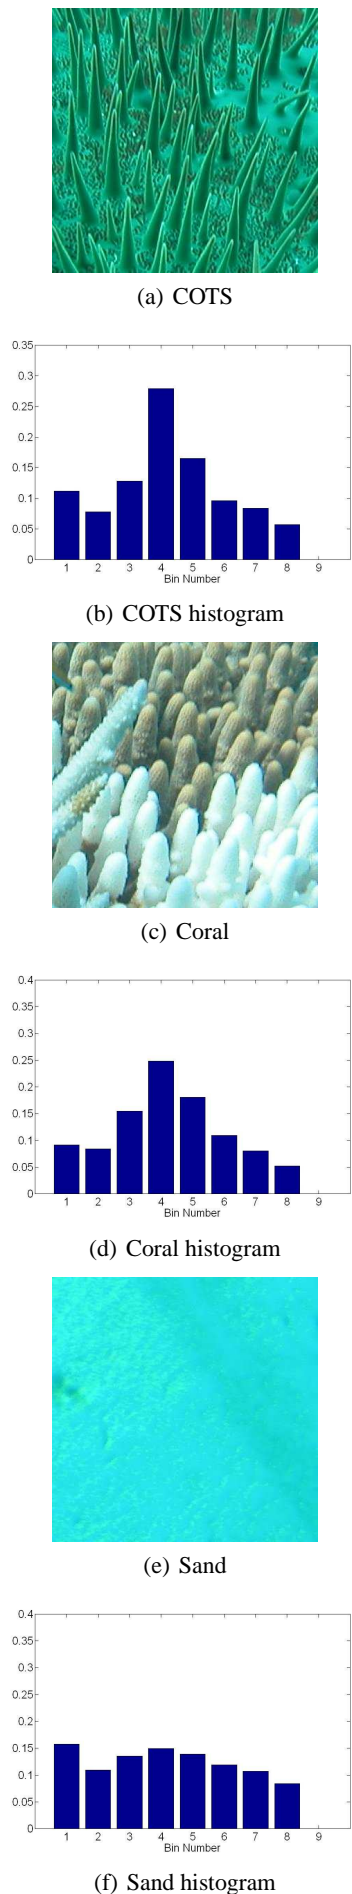 (a) COTS
0.35
0.3
0.25
0.2
0.15
0.1
0.05
0
1 2 3 4 5 6 7 8 9
Bin Number
(b) COTS histogram
(c) Coral
0.4
0.35
0.3
0.25
0.2
0.15
0.1
0.05
0
1 2 3 4 5 6 7 8 9
Bin Number
(d) Coral histogram
(e) Sand
0.4
0.35
0.3
0.25
0.2
0.15
0.1
0.05
0
1 2 3 4 5 6 7 8 9
Bin Number
(f) Sand histogram